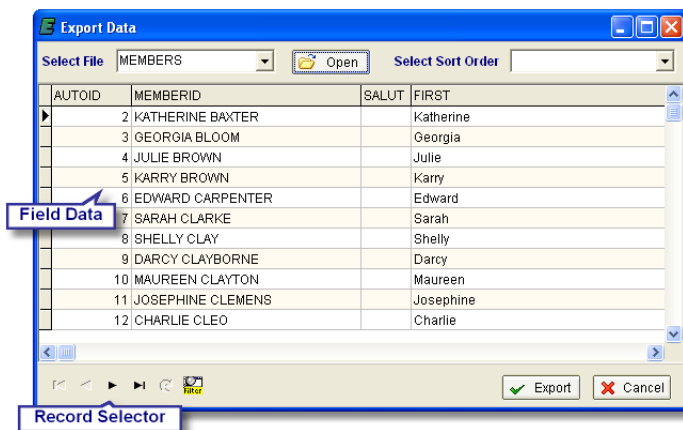 Export Data
Select File MEMBERS Open Select Sort Order
AUTOID MEMBERID SALUT FIRST
2 KATHERINE BAXTER Katherine
3 GEORGIA BLOOM Georgia
4 JULIE BROWN Julie
5 KARRY BROWN Karry
6 EDWARD CARPENTER Edward
Field Data
7 SARAH CLARKE Sarah
8 SHELLY CLAY Shelly
9 DARCY CLAYBORNE Darcy
10 MAUREEN CLAYTON Maureen
11 JOSEPHINE CLEMENS Josephine
12 CHARLIE CLEO Charlie
Filter Export Cancel
Record Selector